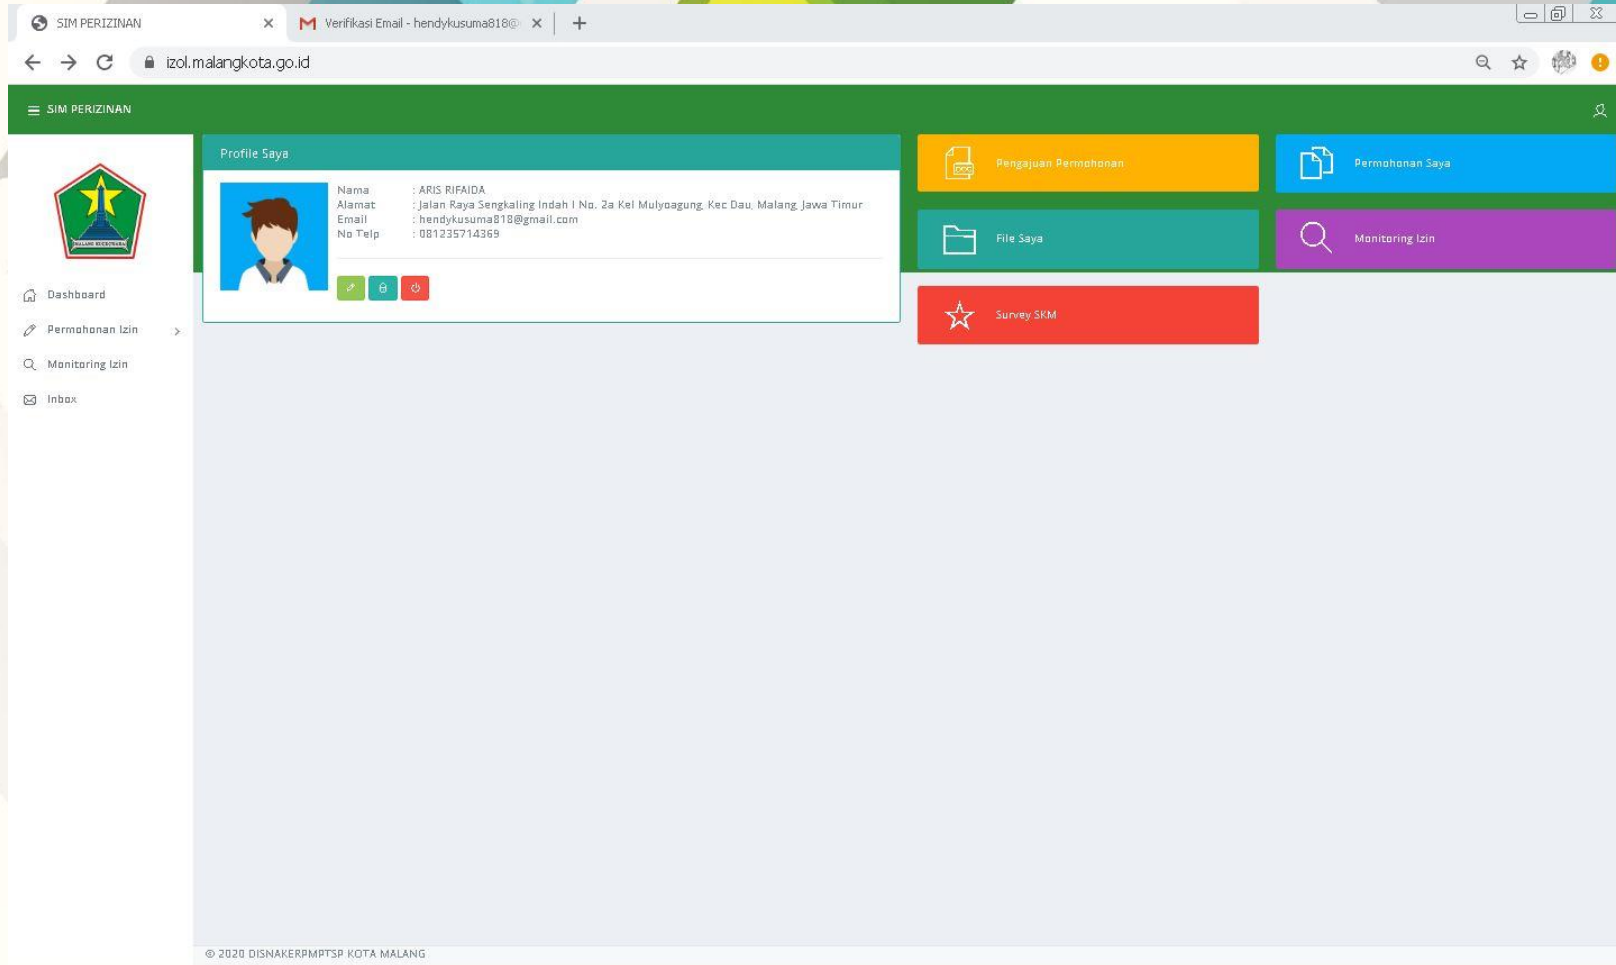 SIM PERIZINAN
Verifikasi Email - hendykusuma818@
izol.malangkota.go.id
SIM PERIZINAN
Dashboard
Permohonan Izin
Monitoring Izin
Inbox
Profile Saya
Nama : ARIS RIFAIDA
Alamat : Jalan Raya Sengkaling Indah I No. 2a Kel Mulyoagung, Kec Dau, Malang, Jawa Timur
Email : hendykusuma818@gmail.com
No Telp : 081235714369
Pengajuan Permohonan
Permohonan Saya
File Saya
Monitoring Izin
Survey SKM
© 2020 DISNAKERPMPTSP KOTA MALANG